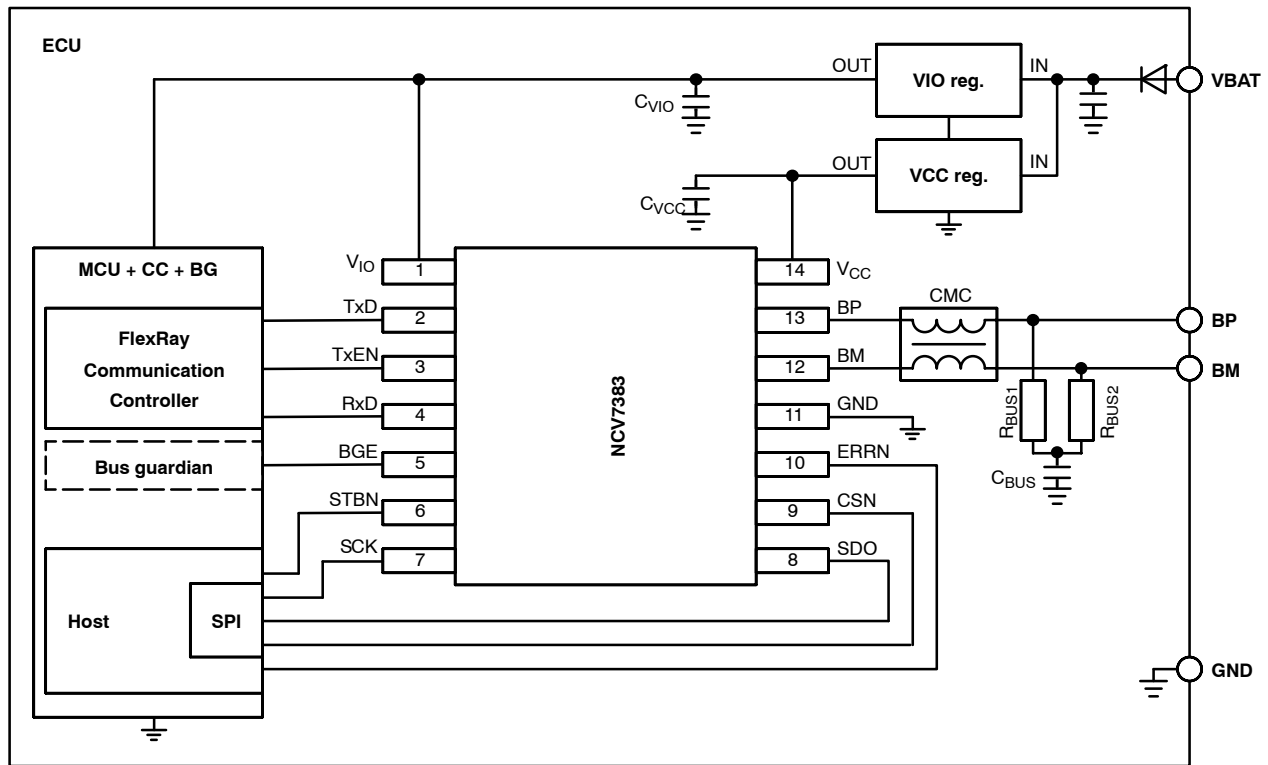 ECU
OUT
VIO reg.
IN
VBAT
CVIO
OUT
VCC reg.
IN
CVCC
MCU + CC + BG
VIO
1
14
VCC
CMC
FlexRay
Communication
Controller
TxD
2
13
BP
BP
TxEN
3
12
BM
BM
RxD
4
NCV7383
11
GND
RBUS1
RBUS2
Bus guardian
BGE
5
10
ERRN
CBUS
STBN
6
9
CSN
SCK
7
8
SDO
Host
SPI
GND